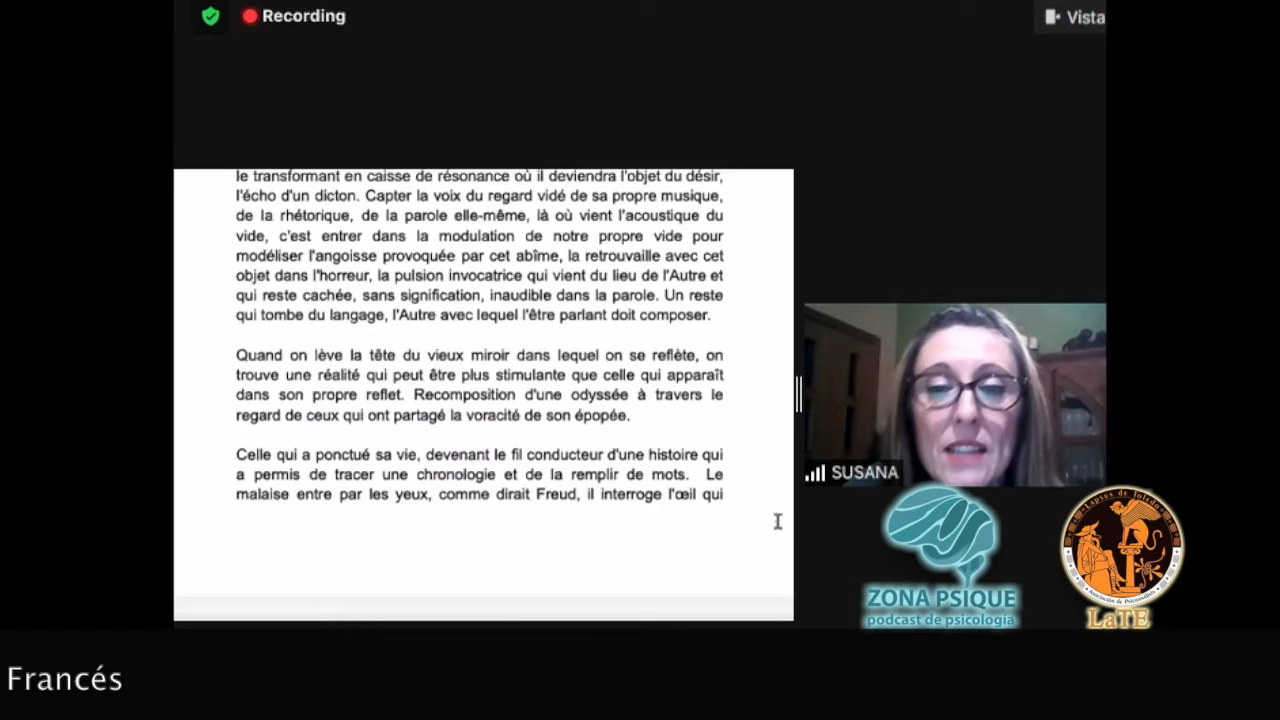 Recording
Vista
le transformant en caisse de résonance où il deviendra l'objet du désir,
l'écho d'un dicton. Capter la voix du regard vidé de sa propre musique,
de la rhétorique, de la parole elle-même, là où vient l'acoustique du
vide, c'est entrer dans la modulation de notre propre vide pour
modéliser l'angoisse provoquée par cet abîme, la retrouvaille avec cet
objet dans l'horreur, la pulsion invocatrice qui vient du lieu de l'Autre et
qui reste cachée, sans signification, inaudible dans la parole. Un reste
qui tombe du langage, l'Autre avec lequel l'être parlant doit composer.
Quand on lève la tête du vieux miroir dans lequel on se reflète, on
trouve une réalité qui peut être plus stimulante que celle qui apparaît
dans son propre reflet. Recomposition d'une odyssée à travers le
regard de ceux qui ont partagé la voracité de son épopée.
Celle qui a ponctué sa vie, devenant le fil conducteur d'une histoire qui
a permis de tracer une chronologie et de la remplir de mots. Le
malaise entre par les yeux, comme dirait Freud, il interroge l'œil qui
SUSANA
ZONA PSIQUE
podcast de psicología
Lapsus de Toledo
Asociación de Psicoanálisis
LaTE
Francés